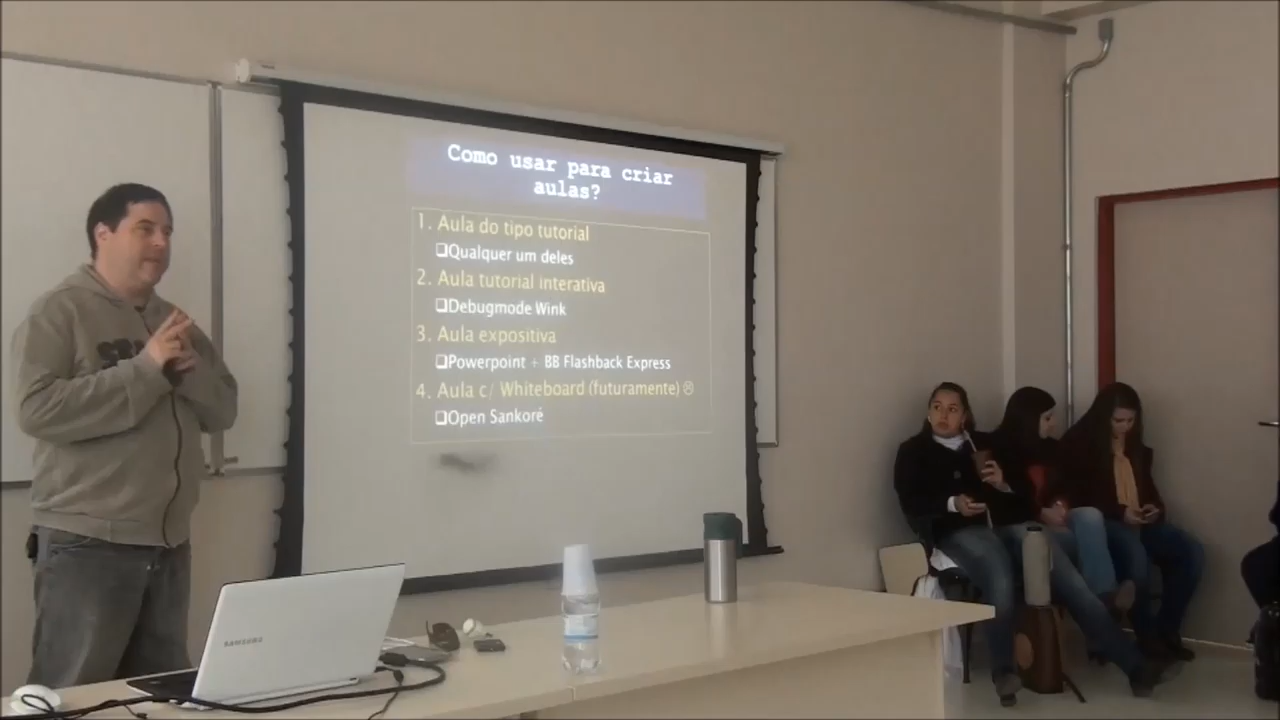 Como usar para criar
aulas?
1. Aula do tipo tutorial
❑Qualquer um deles
2. Aula tutorial interativa
❑Debugmode Wink
3. Aula expositiva
❑Powerpoint + BB Flashback Express
4. Aula c/ Whiteboard (futuramente) ☹
❑Open Sankoré
SAMSUNG